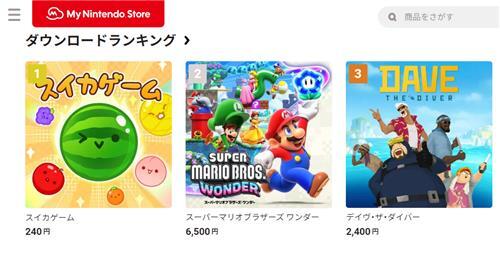 My Nintendo Store
商品をさがす
ダウンロードランキング
1
スイカゲーム
2
SUPER
MARIO BROS.
WONDER
スーパーマリオブラザーズ ワンダー
3
DAVE
THE DIVER
スイカゲーム
240円
スーパーマリオブラザーズ ワンダー
6,500円
デイヴ・ザ・ダイバー
2,400円